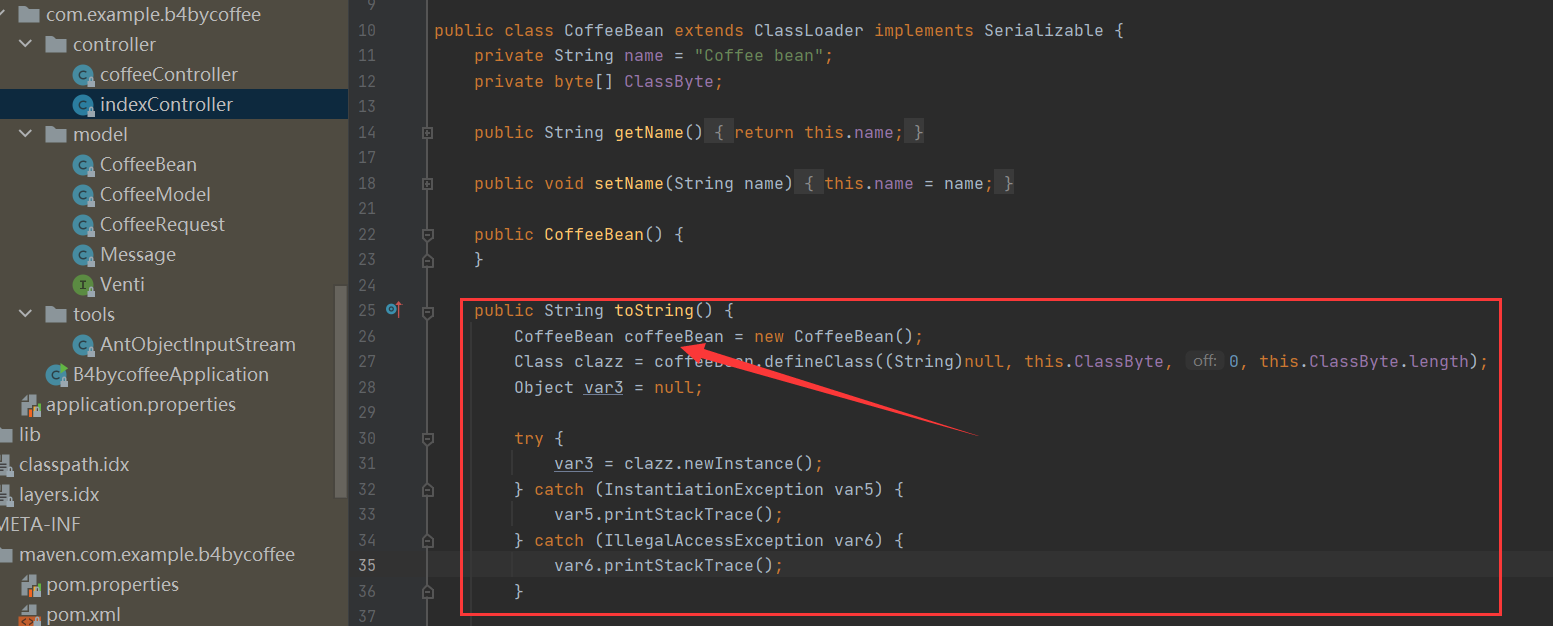 com.example.b4bycoffee
controller
coffeeController
indexController
model
CoffeeBean
CoffeeModel
CoffeeRequest
Message
Venti
tools
AntObjectInputStream
B4bycoffeeApplication
application.properties
lib
classpath.idx
layers.idx
META-INF
maven.com.example.b4bycoffee
pom.properties
pom.xml
9
10 public class CoffeeBean extends ClassLoader implements Serializable {
11 private String name = "Coffee bean";
12 private byte[] ClassByte;
13
14 public String getName() { return this.name; }
17
18 public void setName(String name) { this.name = name; }
21
22 public CoffeeBean() {
23 }
24
25 public String toString() {
26 CoffeeBean coffeeBean = new CoffeeBean();
27 Class clazz = coffeeBean.defineClass((String)null, this.ClassByte, off: 0, this.ClassByte.length);
28 Object var3 = null;
29
30 try {
31 var3 = clazz.newInstance();
32 } catch (InstantiationException var5) {
33 var5.printStackTrace();
34 } catch (IllegalAccessException var6) {
35 var6.printStackTrace();
36 }
37